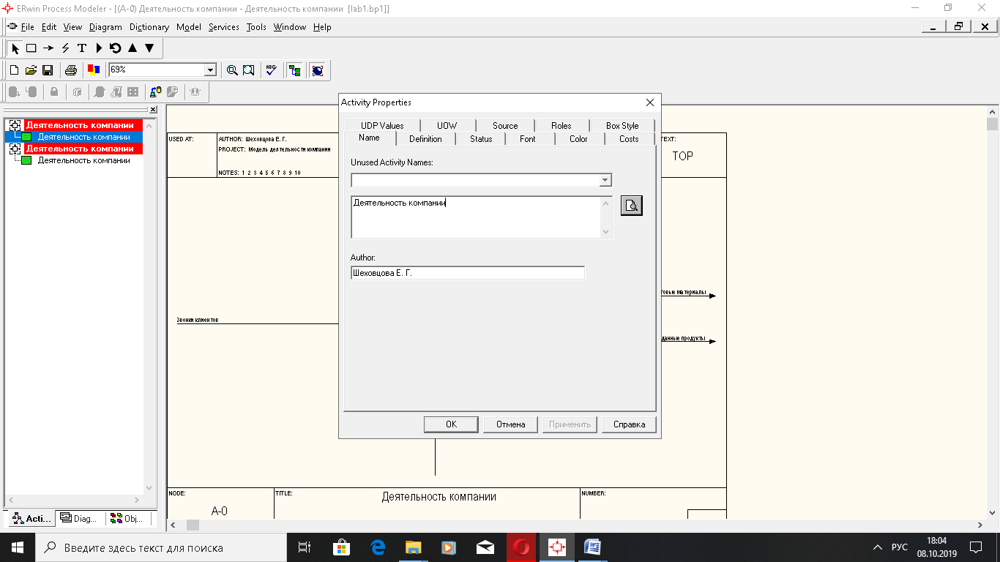 ERwin Process Modeler - [(A-0) Деятельность компании - Деятельность компании [lab1.bp1]]
File Edit View Diagram Dictionary Model Services Tools Window Help
69%
ABC
Деятельность компании
Деятельность компании
Деятельность компании
Деятельность компании
Acti... Diag... Obj...
USED AT:
AUTHOR: Шеховцова Е. Г.
PROJECT: Модель деятельности компании
NOTES: 1 2 3 4 5 6 7 8 9 10
TEXT:
TOP
Звонки клиентов
товые материалы
данные продукты
NODE:
A-0
TITLE:
Деятельность компании
NUMBER:
Activity Properties
UDP Values UOW Source Roles Box Style
Name Definition Status Font Color Costs
Unused Activity Names:
Деятельность компании
Author:
Шеховцова Е. Г.
OK Отмена Применить Справка
Введите здесь текст для поиска
РУС
18:04
08.10.2019